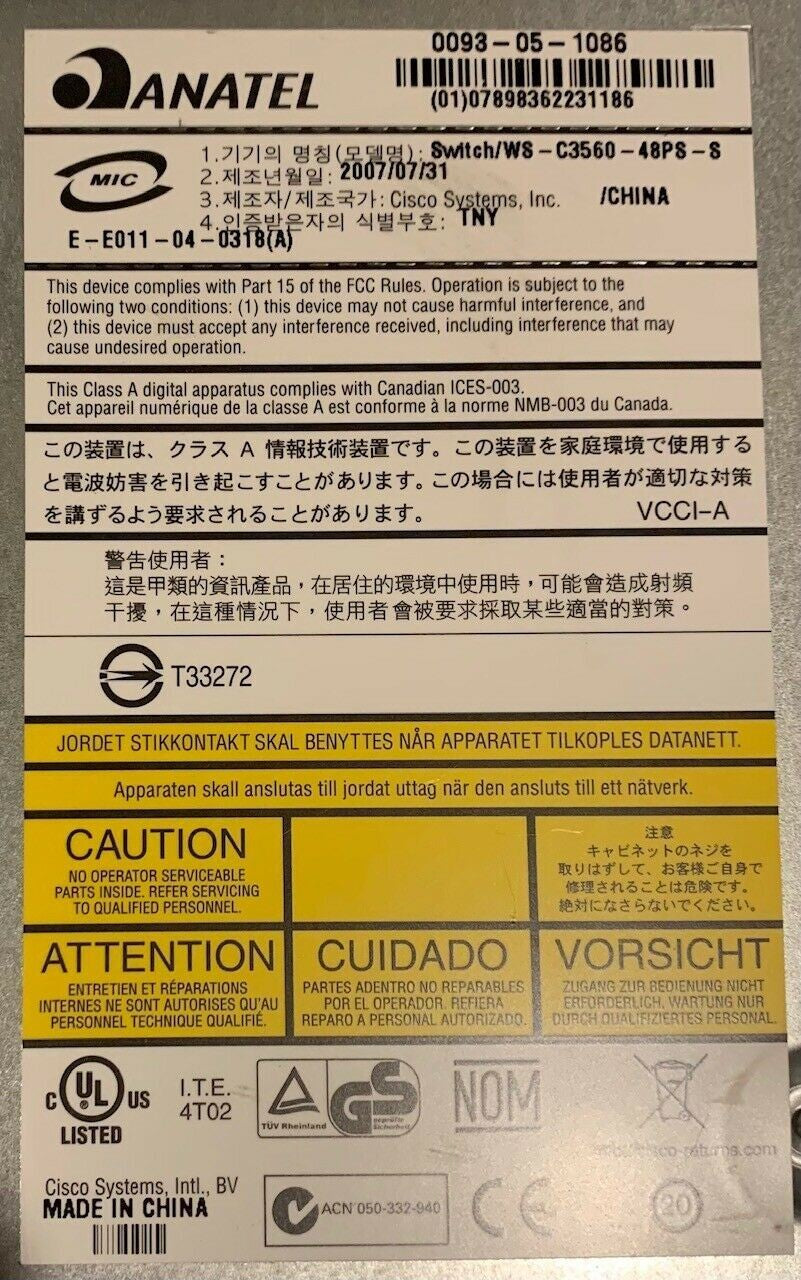 ANATEL
0093-05-1086
(01)07898362231186
MIC
1.기기의 명칭(모델명): Switch/WS-C3560-48PS-S
2.제조년월일: 2007/07/31
3.제조자/제조국가: Cisco Systems, Inc. /CHINA
4.인증받은자의 식별부호: TNY
E-E011-04-0318(A)
This device complies with Part 15 of the FCC Rules. Operation is subject to the
following two conditions: (1) this device may not cause harmful interference, and
(2) this device must accept any interference received, including interference that may
cause undesired operation.
This Class A digital apparatus complies with Canadian ICES-003.
Cet appareil numérique de la classe A est conforme à la norme NMB-003 du Canada.
この装置は、クラス A 情報技術装置です。この装置を家庭環境で使用する
と電波妨害を引き起こすことがあります。この場合には使用者が適切な対策
を講ずるよう要求されることがあります。 VCCI-A
警告使用者：
這是甲類的資訊產品，在居住的環境中使用時，可能會造成射頻
干擾，在這種情況下，使用者會被要求採取某些適當的對策。
T33272
JORDET STIKKONTAKT SKAL BENYTTES NÅR APPARATET TILKOPLES DATANETT.
Apparaten skall anslutas till jordat uttag när den ansluts till ett nätverk.
CAUTION
NO OPERATOR SERVICEABLE
PARTS INSIDE. REFER SERVICING
TO QUALIFIED PERSONNEL.
注意
キャビネットのネジを
取りはずして、お客様ご自身で
修理されることは危険です。
絶対になさらないでください。
ATTENTION
ENTRETIEN ET RÉPARATIONS
INTERNES NE SONT AUTORISES QU'AU
PERSONNEL TECHNIQUE QUALIFIÉ.
CUIDADO
PARTES ADENTRO NO REPARABLES
POR EL OPERADOR. REFIERA
REPARO A PERSONAL AUTORIZADO.
VORSICHT
ZUGANG ZUR BEDIENUNG NICHT
ERFORDERLICH. WARTUNG NUR
DURCH QUALIFIZIERTES PERSONAL.
C UL US
LISTED
I.T.E.
4T02
TÜV Rheinland
GS
geprüfte
Sicherheit
NOM
cisco-returns.com
Cisco Systems, Intl., BV
MADE IN CHINA
ACN 050-332-940
CE
20